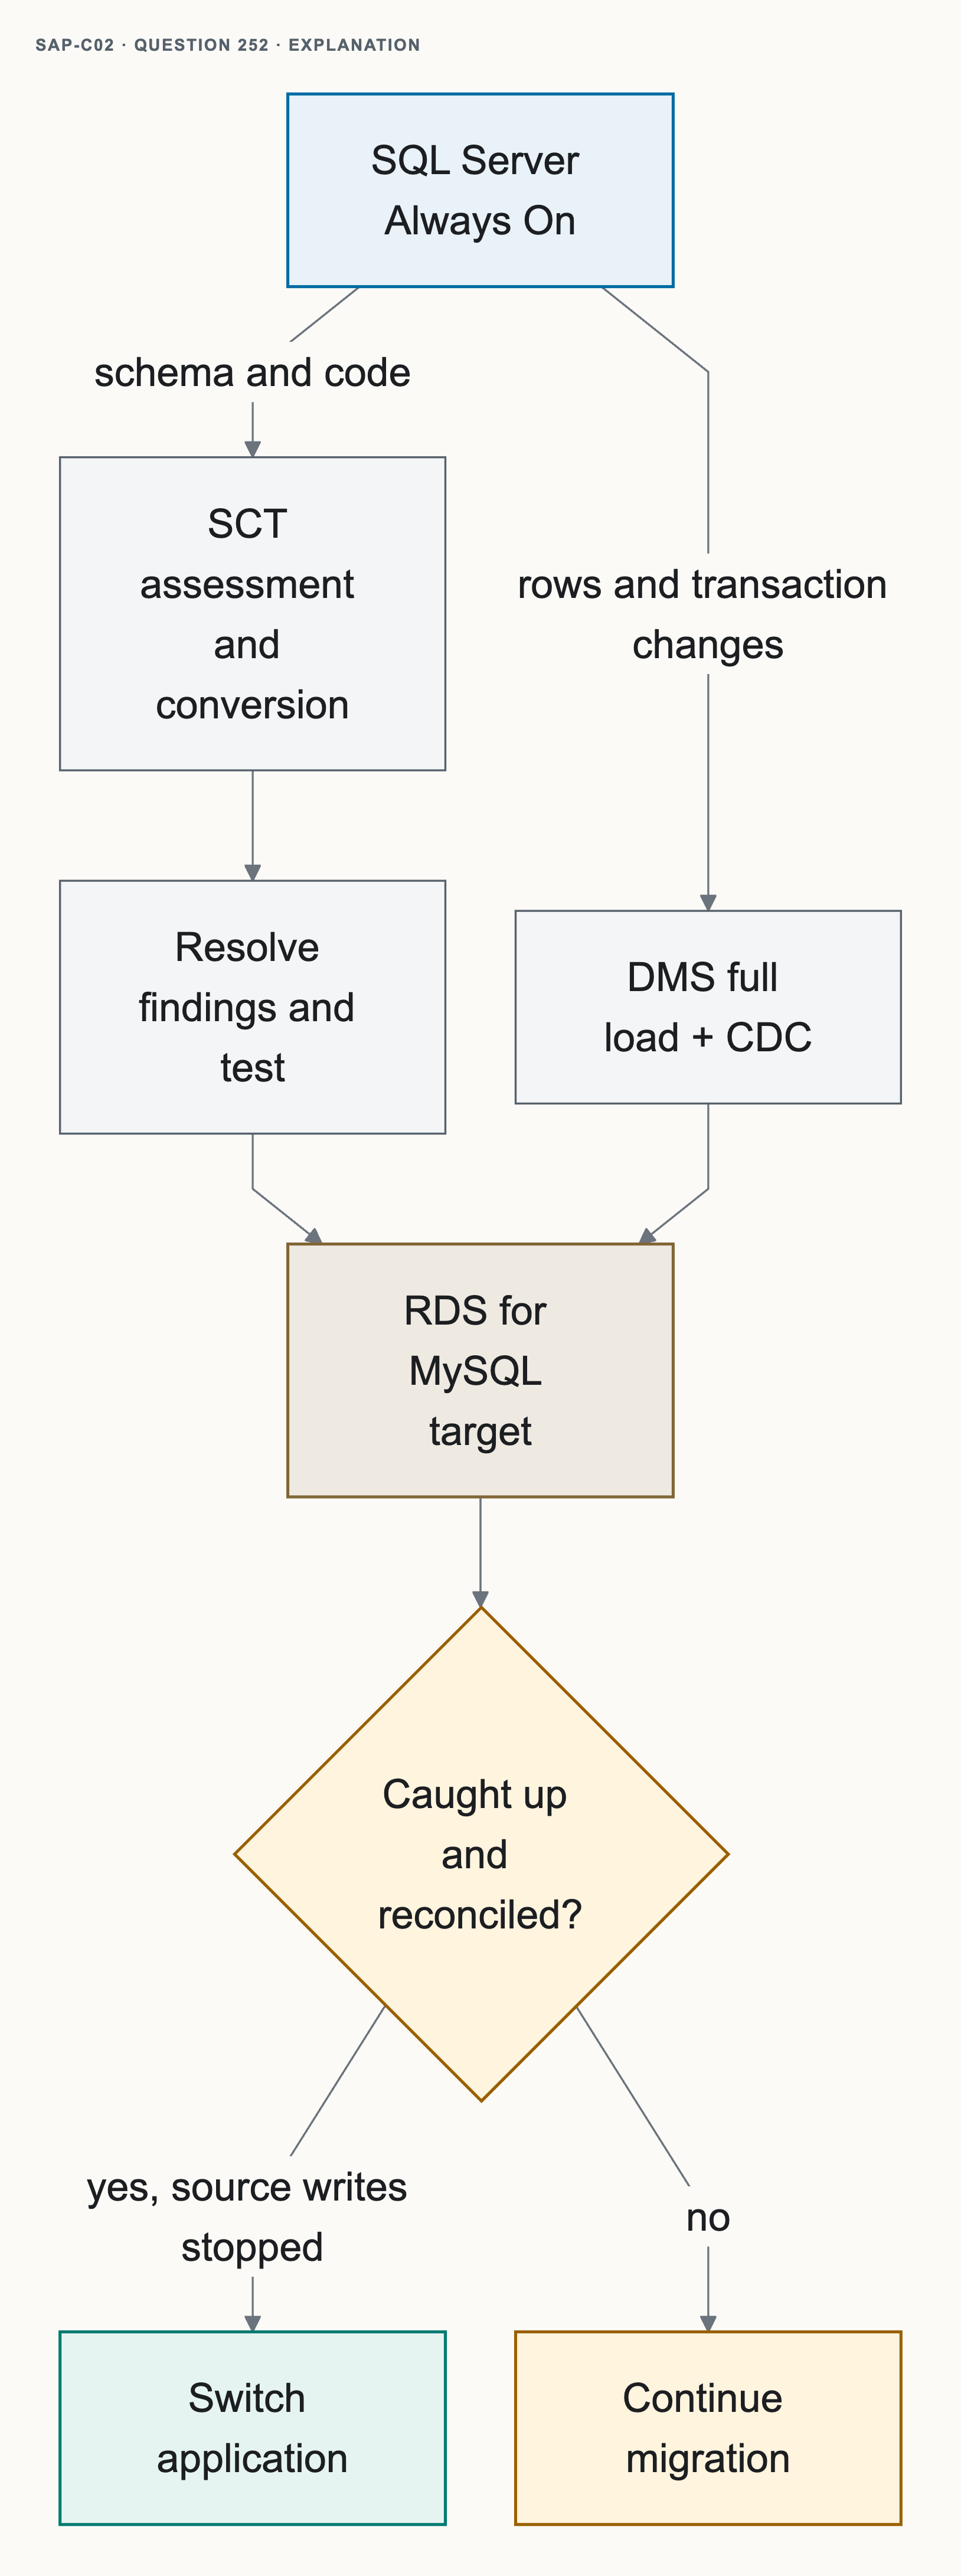 SAP-C02 · QUESTION 252 · EXPLANATION
SQL Server
Always On
schema and code
SCT
assessment
and
conversion
rows and transaction
changes
Resolve
findings and
test
DMS full
load + CDC
RDS for
MySQL
target
Caught up
and
reconciled?
yes, source writes
stopped
no
Switch
application
Continue
migration